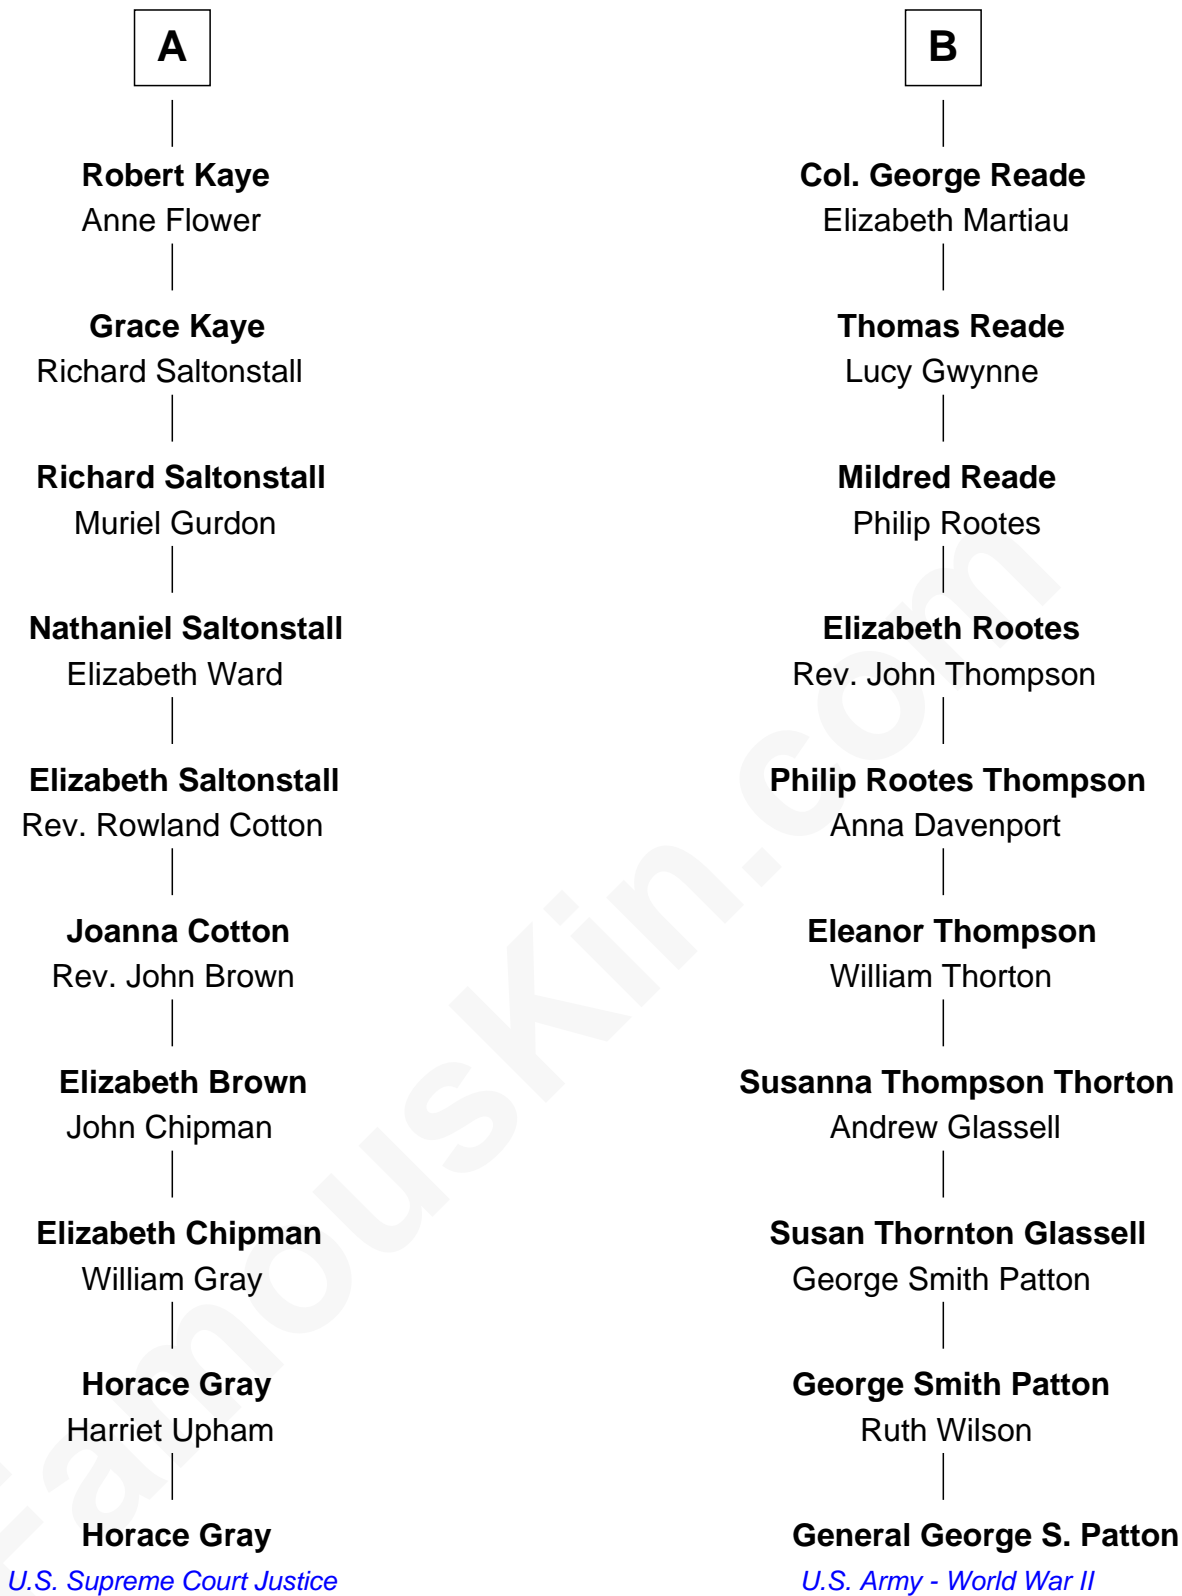 A
Robert Kaye
Anne Flower
Grace Kaye
Richard Saltonstall
Richard Saltonstall
Muriel Gurdon
Nathaniel Saltonstall
Elizabeth Ward
Elizabeth Saltonstall
Rev. Rowland Cotton
Joanna Cotton
Rev. John Brown
Elizabeth Brown
John Chipman
Elizabeth Chipman
William Gray
Horace Gray
Harriet Upham
Horace Gray
U.S. Supreme Court Justice
B
Col. George Reade
Elizabeth Martiau
Thomas Reade
Lucy Gwynne
Mildred Reade
Philip Rootes
Elizabeth Rootes
Rev. John Thompson
Philip Rootes Thompson
Anna Davenport
Eleanor Thompson
William Thorton
Susanna Thompson Thorton
Andrew Glassell
Susan Thornton Glassell
George Smith Patton
George Smith Patton
Ruth Wilson
General George S. Patton
U.S. Army - World War II
FamousKin.com